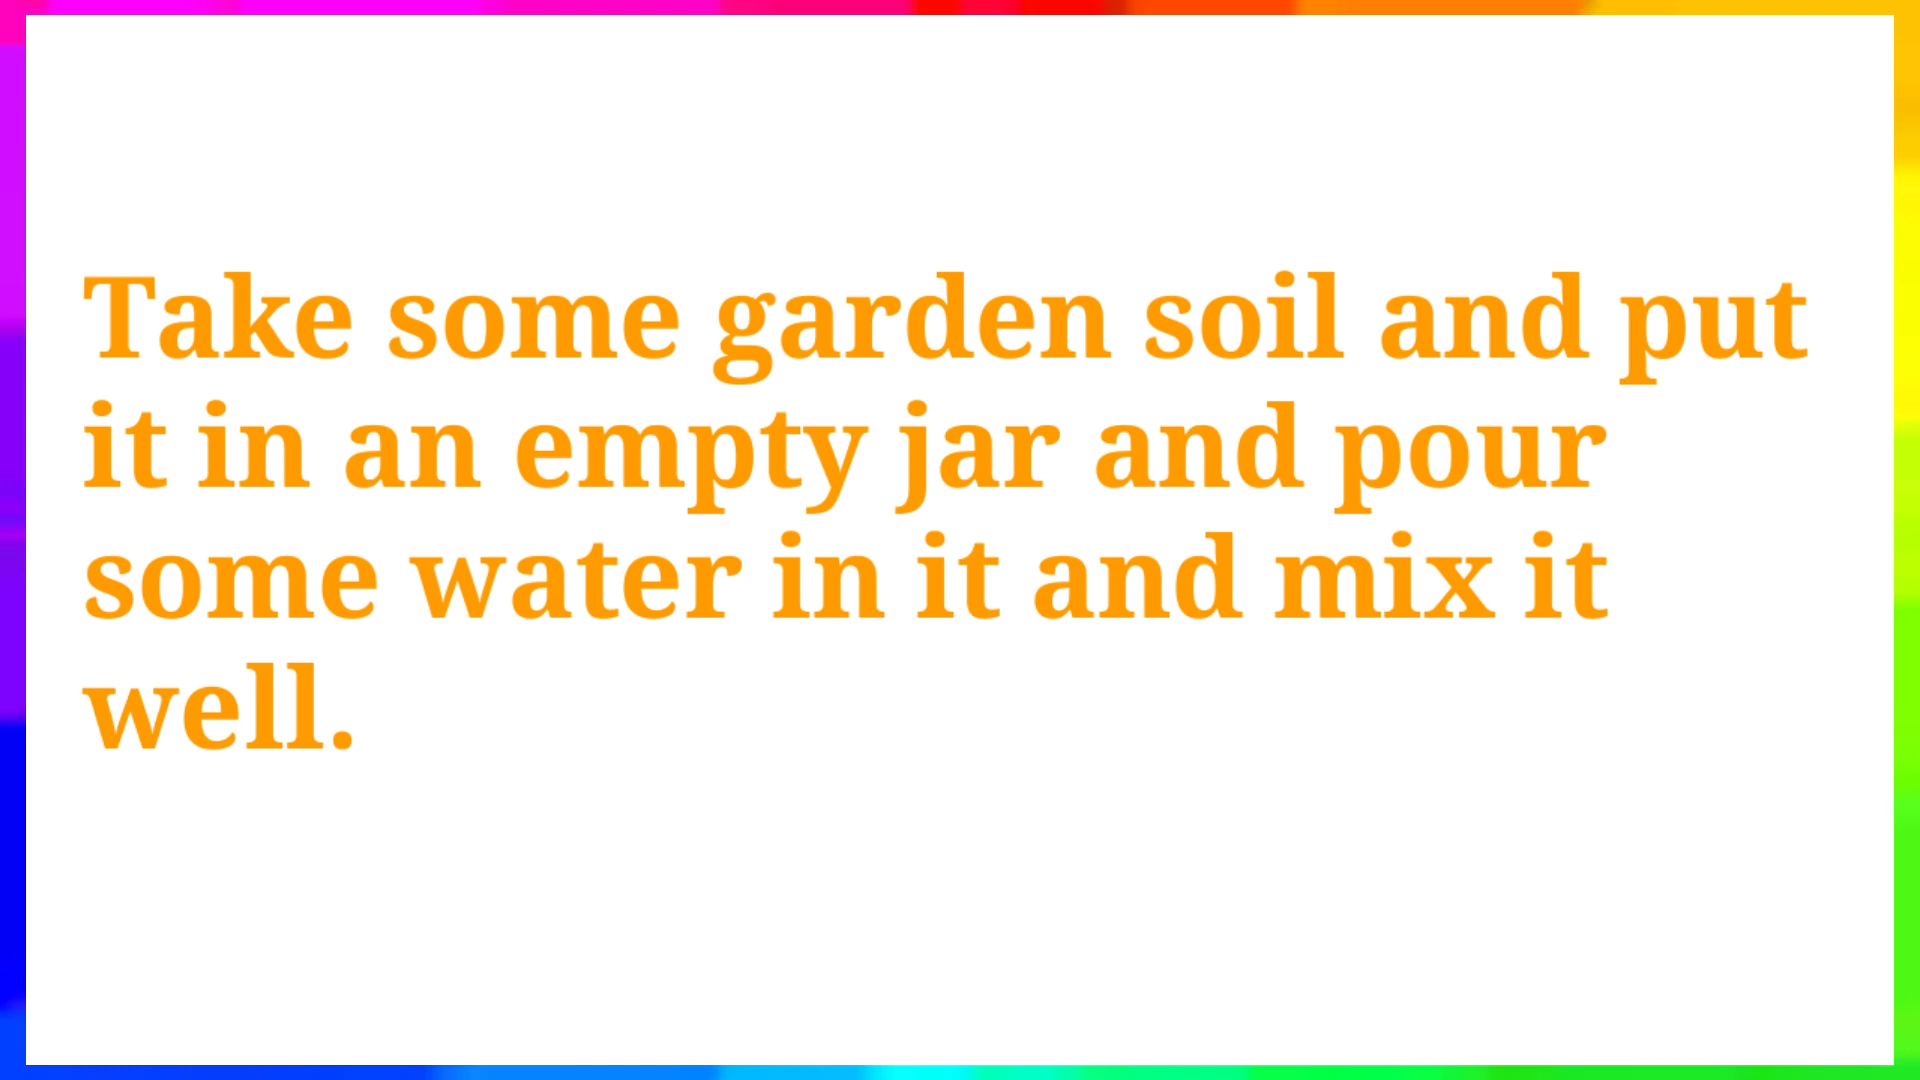 Take some garden soil and put
it in an empty jar and pour
some water in it and mix it
well.